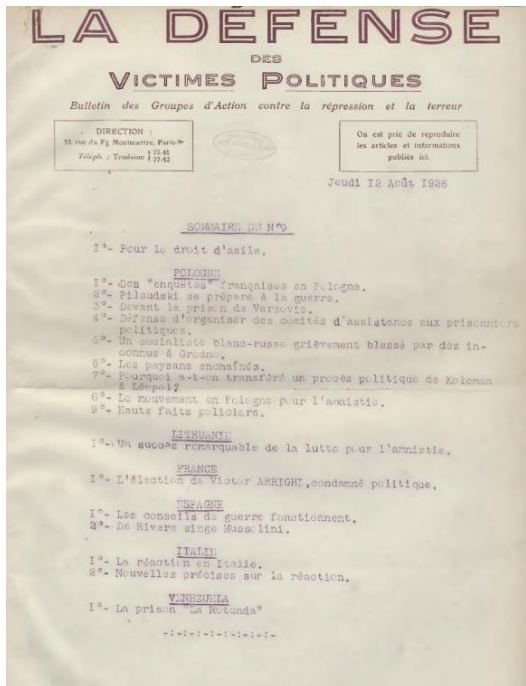 LA DÉFENSE
DES
VICTIMES POLITIQUES
Bulletin des Groupes d'Action contre la répression et la terreur
DIRECTION :
55, rue du Fg Montmartre, Paris-9e
Téléph. : Trudaine { 77-41
77-42
On est prié de reproduire
les articles et informations
publiés ici.
Jeudi I2 Août I926
SOMMAIRE DU N°9
I°- Pour le droit d'asile.
POLOGNE
I°- Des "enquetes" françaises en Pologne.
2°- Pilsudski se prépare à la guerre.
3°- Devant la prison de Varsovie.
4°- Défense d'organiser des comités d'assistance aux prisonniers
politiques.
5°- Un socialiste blanc-russe grièvement blessé par des in-
connus à Grodno.
6°- Les paysans enchaînés.
7°- Pourquoi a-t-on transféré un procès politique de Kolomea
à Léopol?
8°- Le mouvement en Pologne pour l'amnistie.
9°- Hauts faits policiers.
LITHUANIE
I°- Un succès remarquable de la lutte pour l'amnistie.
FRANCE
I°- L'élection de Victor ARRIGHI,condamné politique.
ESPAGNE
I°- Les conseils de guerre fonctionnent.
2°- De Rivera singe Mussolini.
ITALIE
I°- La réaction en Italie.
2°- Nouvelles précises sur la réaction.
VENEZUELA
I°- La prison "La Rotunda"
-:-:-:-:-:-:-:-:-